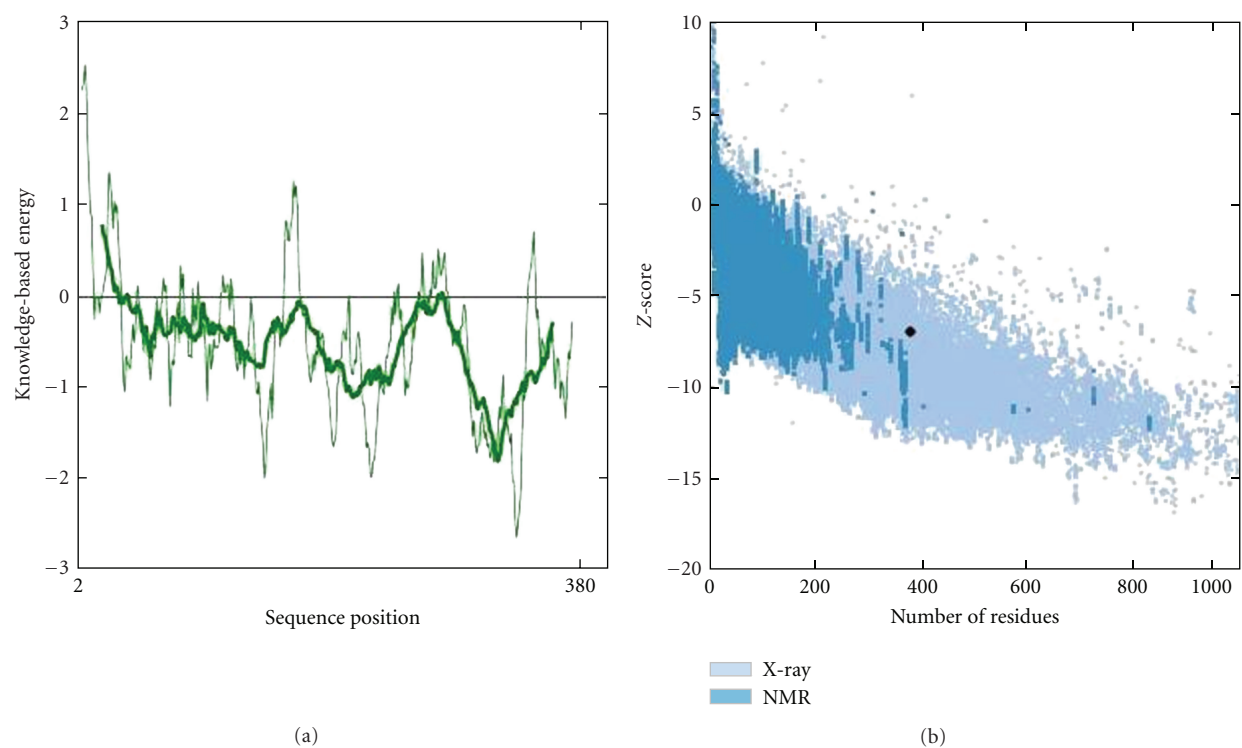 3
2
1
0
−1
−2
−3
Knowledge-based energy
2
380
Sequence position
(a)
10
5
0
−5
−10
−15
−20
Z-score
0
200
400
600
800
1000
Number of residues
X-ray
NMR
(b)